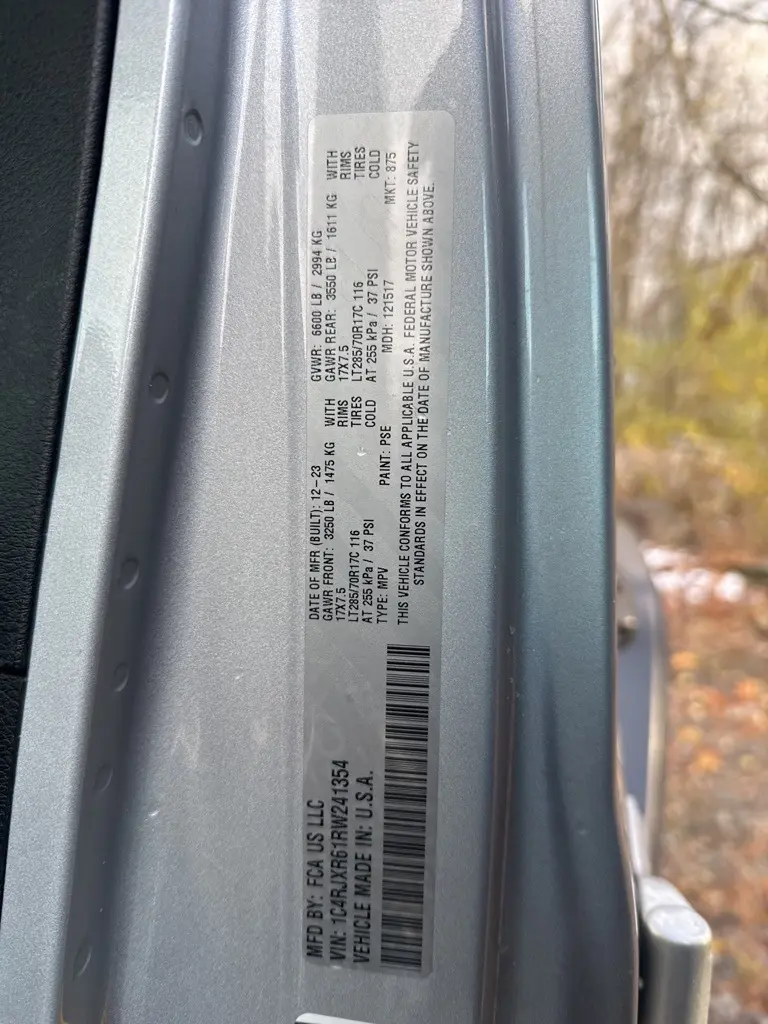 MFD BY: FCA US LLC
VIN: 1C4RJXR61RW241354
VEHICLE MADE IN: U.S.A.
DATE OF MFR (BUILT): 12-23 GVWR: 6600 LB / 2994 KG
GAWR FRONT: 3250 LB / 1475 KG WITH GAWR REAR: 3550 LB / 1611 KG WITH
17X7.5 RIMS 17X7.5 RIMS
LT285/70R17C 116 TIRES LT285/70R17C 116 TIRES
AT 255 kPa / 37 PSI COLD AT 255 kPa / 37 PSI COLD
TYPE: MPV PAINT: PSE MDH: 121517 MKT: 875
THIS VEHICLE CONFORMS TO ALL APPLICABLE U.S.A. FEDERAL MOTOR VEHICLE SAFETY
STANDARDS IN EFFECT ON THE DATE OF MANUFACTURE SHOWN ABOVE.